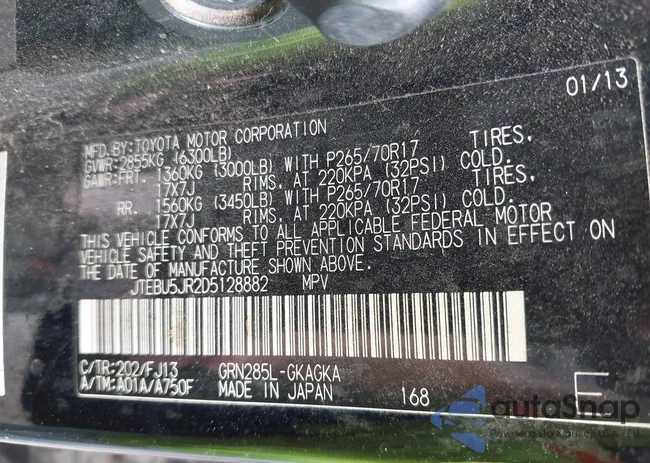 01/13
MFD.BY:TOYOTA MOTOR CORPORATION
GVWR:2855KG (6300LB)
GAWR:FRT. 1360KG (3000LB) WITH P265/70R17 TIRES.
17X7J RIMS. AT 220KPA (32PSI) COLD.
RR. 1560KG (3450LB) WITH P265/70R17 TIRES.
17X7J RIMS. AT 220KPA (32PSI) COLD.
THIS VEHICLE CONFORMS TO ALL APPLICABLE FEDERAL MOTOR
VEHICLE SAFETY AND THEFT PREVENTION STANDARDS IN EFFECT ON
THE DATE OF MANUFACTURE SHOWN ABOVE.
JTEBU5JR2D5128882 MPV
C/TR:202/FJ13 GRN285L-GKAGKA
A/TM:A01A/A750F MADE IN JAPAN 168 E
autoSnap